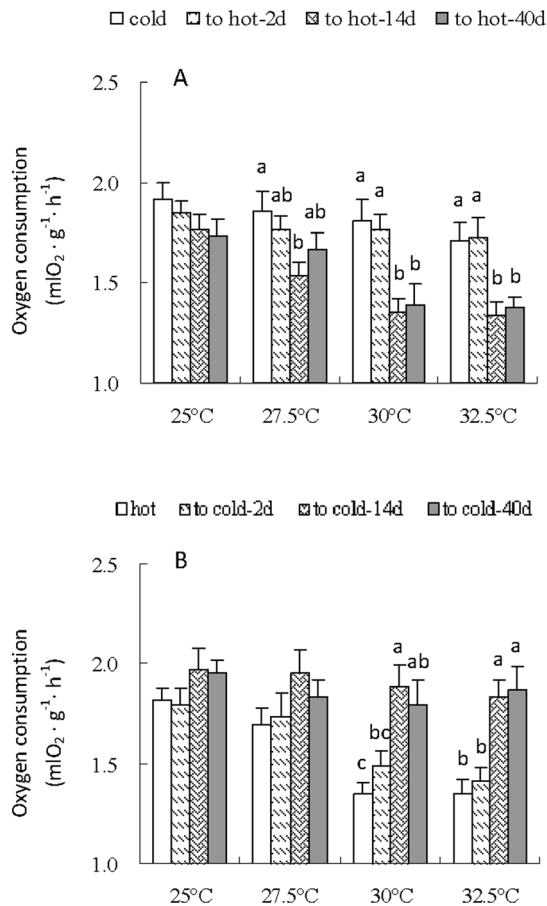 cold to hot-2d to hot-14d to hot-40d
A
Oxygen consumption
(mlO₂ · g⁻¹· h⁻¹)
2.5
2.0
1.5
1.0
a ab b ab
a a b b
a a b b
25°C 27.5°C 30°C 32.5°C
hot to cold-2d to cold-14d to cold-40d
B
Oxygen consumption
(mlO₂ · g⁻¹· h⁻¹)
2.5
2.0
1.5
1.0
c bc a ab
b b a a
25°C 27.5°C 30°C 32.5°C